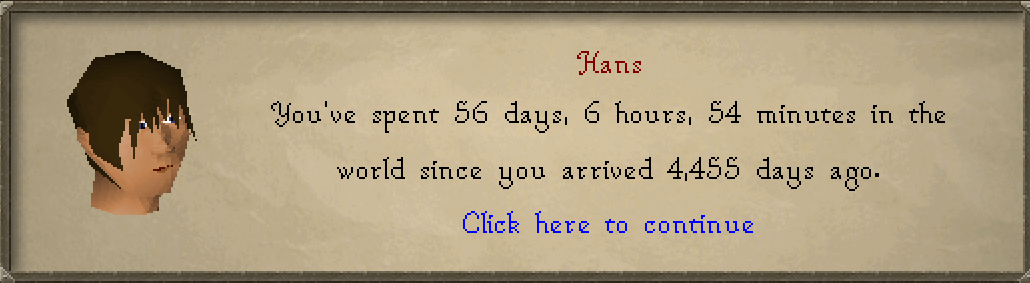 Hans
You've spent 56 days, 6 hours, 54 minutes in the
world since you arrived 4,455 days ago.
Click here to continue